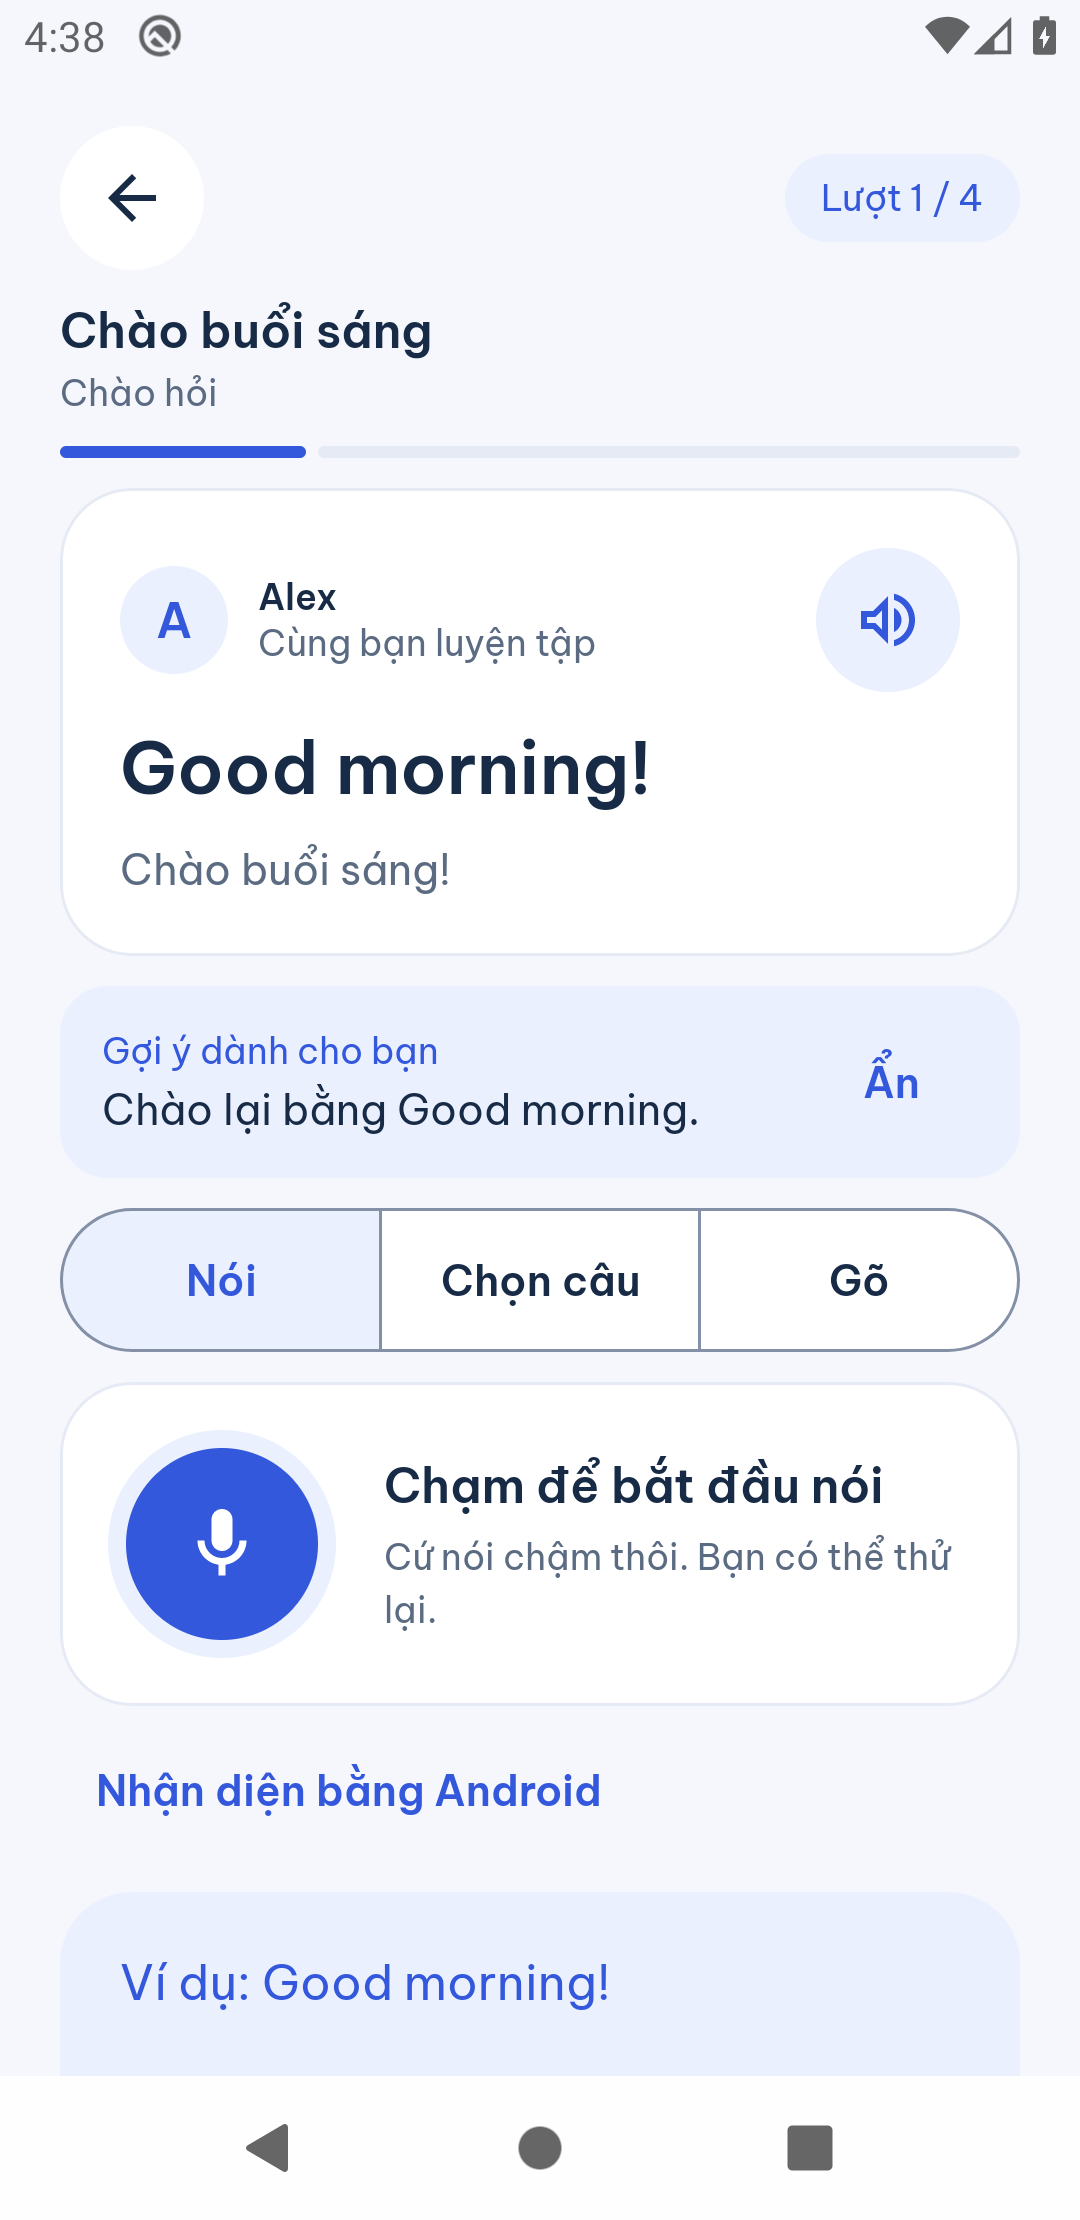 4:38
Lượt 1 / 4
Chào buổi sáng
Chào hỏi
A
Alex
Cùng bạn luyện tập
Good morning!
Chào buổi sáng!
Gợi ý dành cho bạn
Chào lại bằng Good morning.
Ẩn
Nói
Chọn câu
Gõ
Chạm để bắt đầu nói
Cứ nói chậm thôi. Bạn có thể thử
lại.
Nhận diện bằng Android
Ví dụ: Good morning!